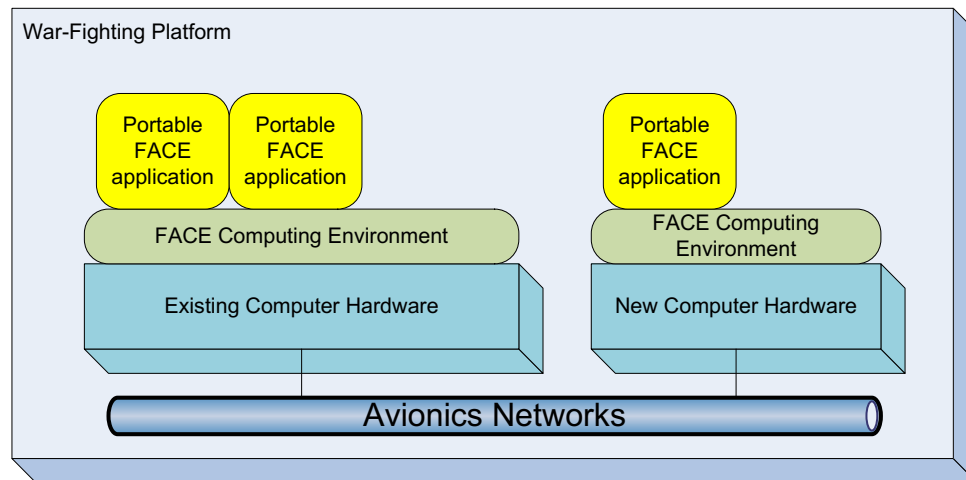 War-Fighting Platform
Portable
FACE
application
Portable
FACE
application
Portable
FACE
application
FACE Computing Environment
FACE Computing
Environment
Existing Computer Hardware
New Computer Hardware
Avionics Networks